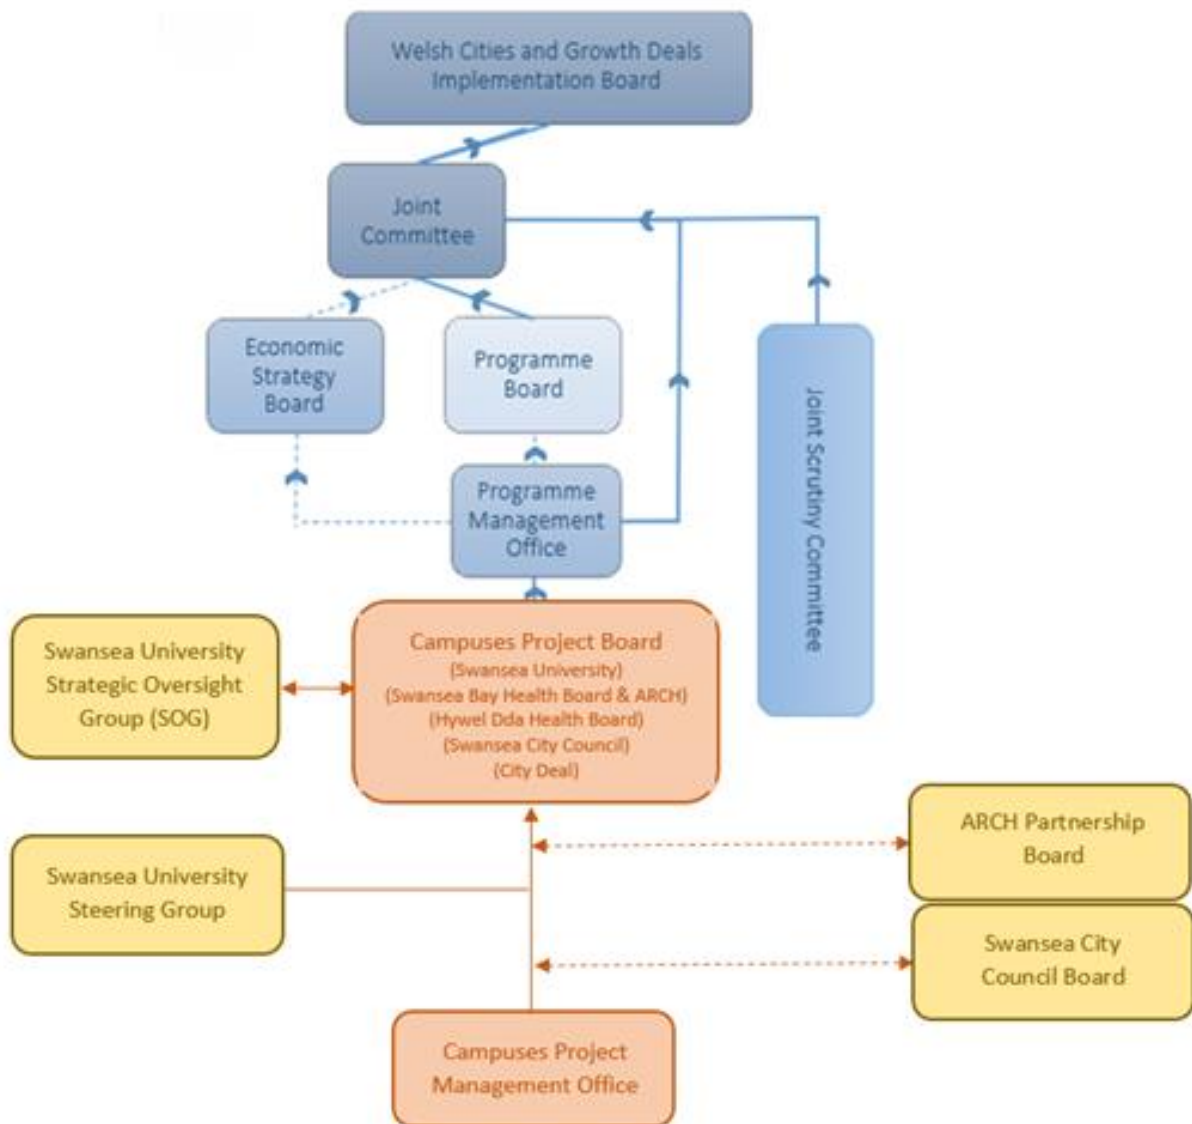 Welsh Cities and Growth Deals
Implementation Board
Joint
Committee
Economic
Strategy
Board
Programme
Board
Joint Scrutiny Committee
Programme
Management
Office
Swansea University
Strategic Oversight
Group (SOG)
Campuses Project Board
(Swansea University)
(Swansea Bay Health Board & ARCH)
(Hywel Dda Health Board)
(Swansea City Council)
(City Deal)
ARCH Partnership
Board
Swansea University
Steering Group
Swansea City
Council Board
Campuses Project
Management Office